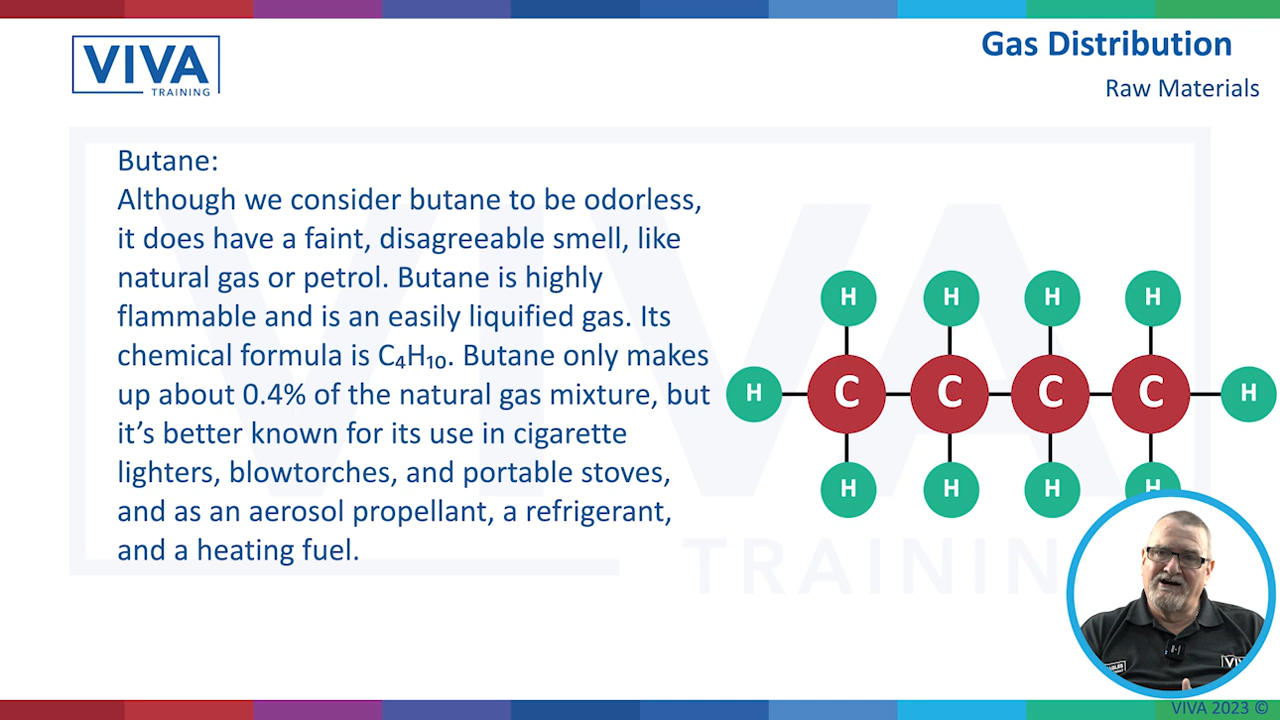 VIVA
TRAINING
Gas Distribution
Raw Materials
Butane:
Although we consider butane to be odorless,
it does have a faint, disagreeable smell, like
natural gas or petrol. Butane is highly
flammable and is an easily liquified gas. Its
chemical formula is C₄H₁₀. Butane only makes
up about 0.4% of the natural gas mixture, but
it’s better known for its use in cigarette
lighters, blowtorches, and portable stoves,
and as an aerosol propellant, a refrigerant,
and a heating fuel.
H H H H
H C C C C H
H H H H
VIVA
TRAINING
VIVA
VIVA 2023 ©